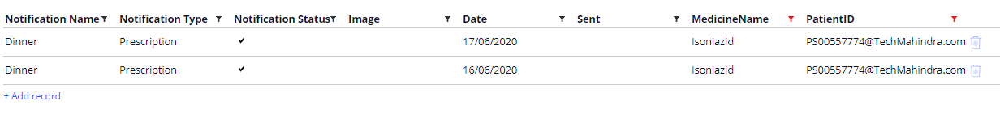 Notification Name Notification Type Notification Status Image Date Sent MedicineName PatientID
Dinner Prescription 17/06/2020 Isoniazid PS00557774@TechMahindra.com
Dinner Prescription 16/06/2020 Isoniazid PS00557774@TechMahindra.com
+ Add record